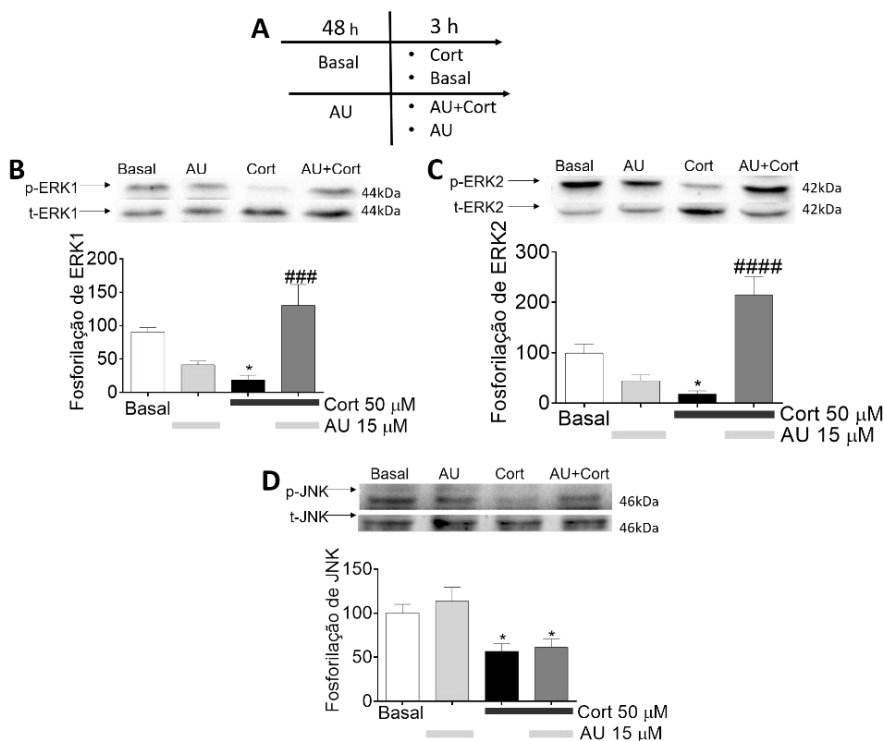 A
48 h
3 h
Basal
• Cort
• Basal
AU
• AU+Cort
• AU
B
Basal AU Cort AU+Cort
p-ERK1
44kDa
t-ERK1
44kDa
Fosforilação de ERK1
200
150
100
50
0
*
###
Basal
Cort 50 µM
AU 15 µM
C
Basal AU Cort AU+Cort
p-ERK2
42kDa
t-ERK2
42kDa
Fosforilação de ERK2
300
200
100
0
*
####
Basal
Cort 50 µM
AU 15 µM
D
Basal AU Cort AU+Cort
p-JNK
46kDa
t-JNK
46kDa
Fosforilação de JNK
150
100
50
0
*
*
Basal
Cort 50 µM
AU 15 µM